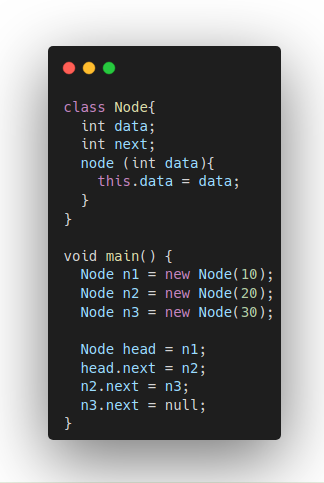 class Node{
  int data;
  int next;
  node (int data){
    this.data = data;
  }
}

void main() {
  Node n1 = new Node(10);
  Node n2 = new Node(20);
  Node n3 = new Node(30);

  Node head = n1;
  head.next = n2;
  n2.next = n3;
  n3.next = null;
}